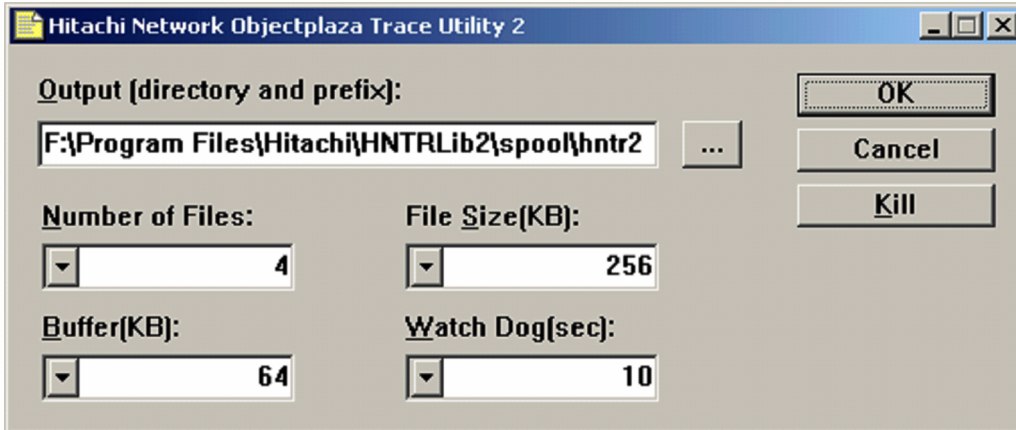 Hitachi Network Objectplaza Trace Utility 2
Output (directory and prefix):
F:\Program Files\Hitachi\HNTRLib2\spool\hntr2
...
OK
Cancel
Kill
Number of Files:
File Size(KB):
4
256
Buffer(KB):
Watch Dog(sec):
64
10